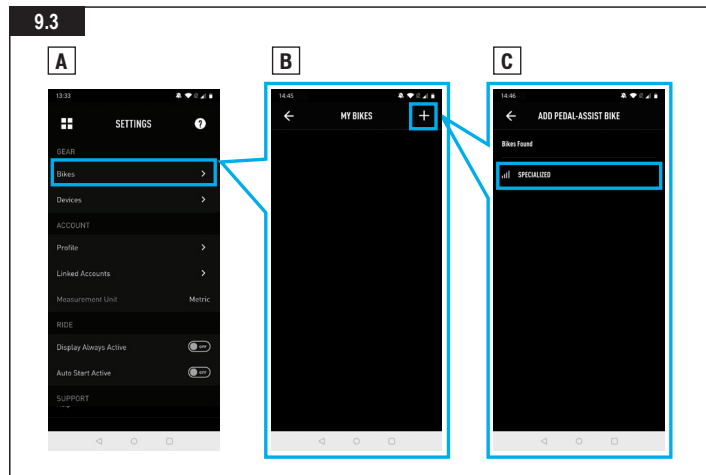 9.3
A
13:33
SETTINGS
?
GEAR
Bikes
Devices
ACCOUNT
Profile
Linked Accounts
Measurement Unit Metric
RIDE
Display Always Active OFF
Auto Start Active OFF
SUPPORT
B
14:45
MY BIKES
C
14:46
ADD PEDAL-ASSIST BIKE
Bikes Found
SPECIALIZED